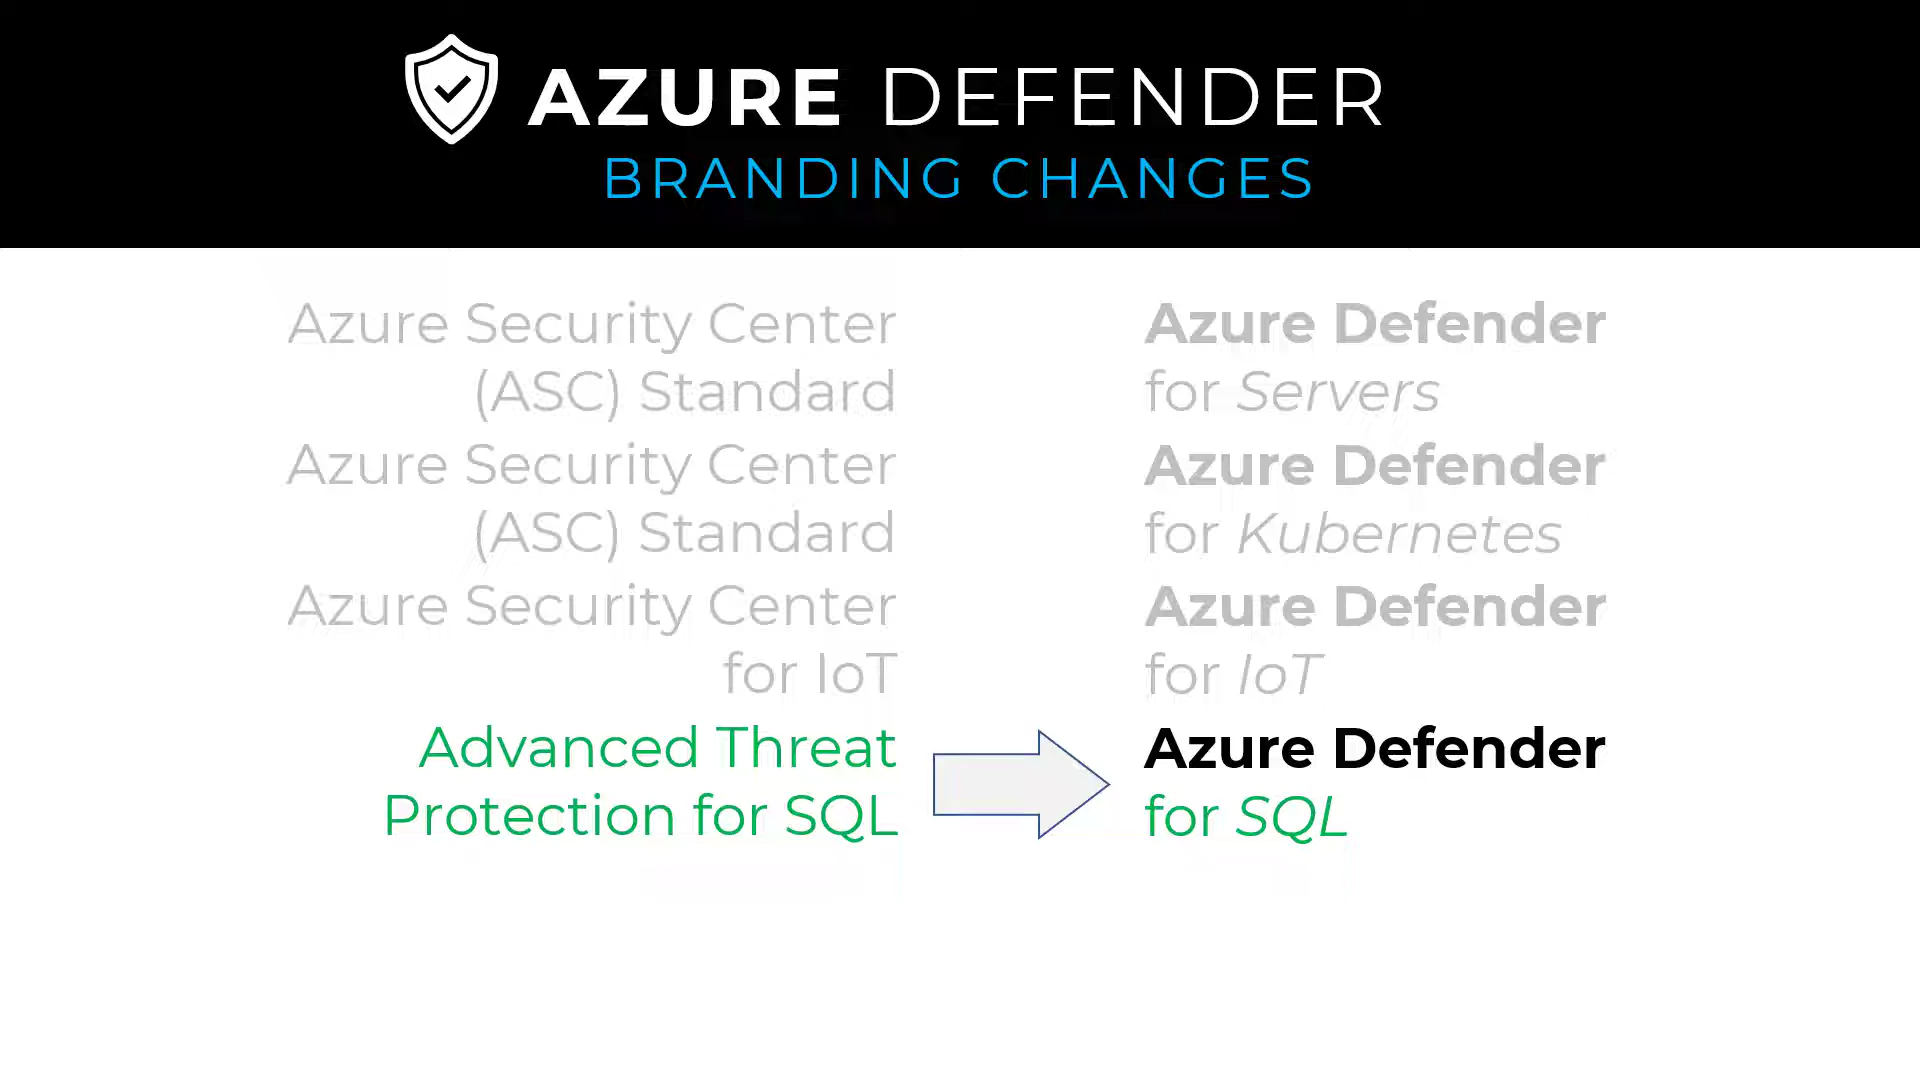 AZURE DEFENDER
BRANDING CHANGES
Azure Security Center
(ASC) Standard
Azure Defender
for Servers
Azure Security Center
(ASC) Standard
Azure Defender
for Kubernetes
Azure Security Center
for IoT
Azure Defender
for IoT
Advanced Threat
Protection for SQL
Azure Defender
for SQL